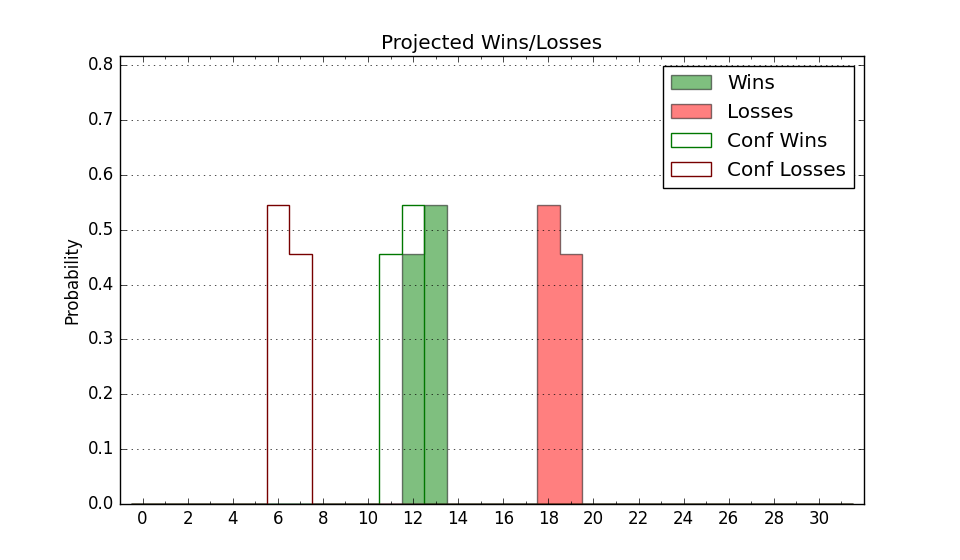 Projected Wins/Losses
Probability
0.8
0.7
0.6
0.5
0.4
0.3
0.2
0.1
0.0
Wins
Losses
Conf Wins
Conf Losses
0 2 4 6 8 10 12 14 16 18 20 22 24 26 28 30